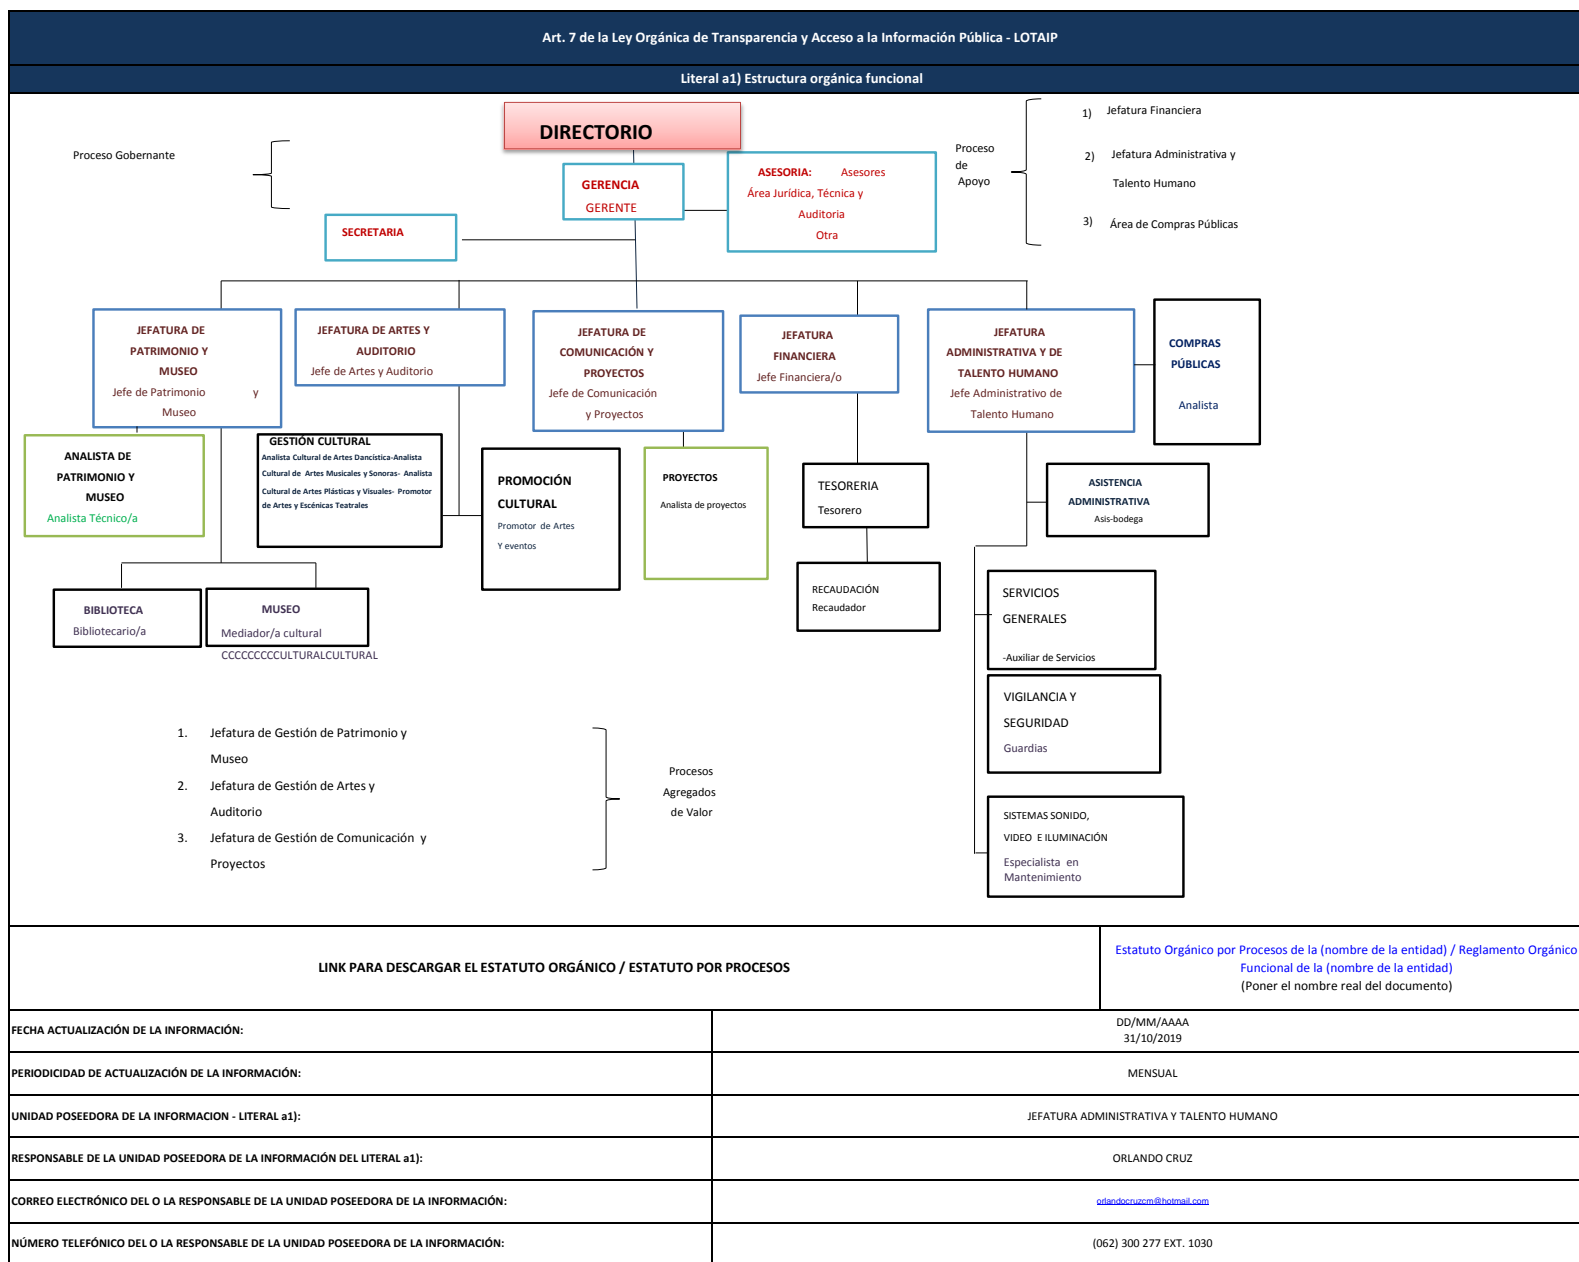 Art. 7 de la Ley Orgánica de Transparencia y Acceso a la Información Pública - LOTAIP
Literal a1) Estructura orgánica funcional
Proceso Gobernante
DIRECTORIO
GERENCIA
GERENTE
SECRETARIA
ASESORIA: Asesores
Área Jurídica, Técnica y
Auditoria
Otra
Proceso
de
Apoyo
1) Jefatura Financiera
2) Jefatura Administrativa y
Talento Humano
3) Área de Compras Públicas
JEFATURA DE
PATRIMONIO Y
MUSEO
Jefe de Patrimonio y
Museo
JEFATURA DE ARTES Y
AUDITORIO
Jefe de Artes y Auditorio
JEFATURA DE
COMUNICACIÓN Y
PROYECTOS
Jefe de Comunicación
y Proyectos
JEFATURA
FINANCIERA
Jefe Financiera/o
JEFATURA
ADMINISTRATIVA Y DE
TALENTO HUMANO
Jefe Administrativo de
Talento Humano
COMPRAS
PÚBLICAS
Analista
ANALISTA DE
PATRIMONIO Y
MUSEO
Analista Técnico/a
GESTIÓN CULTURAL
Analista Cultural de Artes Dancística-Analista
Cultural de Artes Musicales y Sonoras- Analista
Cultural de Artes Plásticas y Visuales- Promotor
de Artes y Escénicas Teatrales
PROMOCIÓN
CULTURAL
Promotor de Artes
Y eventos
PROYECTOS
Analista de proyectos
TESORERIA
Tesorero
ASISTENCIA
ADMINISTRATIVA
Asis-bodega
BIBLIOTECA
Bibliotecario/a
MUSEO
Mediador/a cultural
CCCCCCCCCULTURALCULTURAL
RECAUDACIÓN
Recaudador
SERVICIOS
GENERALES
-Auxiliar de Servicios
VIGILANCIA Y
SEGURIDAD
Guardias
SISTEMAS SONIDO,
VIDEO E ILUMINACIÓN
Especialista en
Mantenimiento
1. Jefatura de Gestión de Patrimonio y
Museo
2. Jefatura de Gestión de Artes y
Auditorio
3. Jefatura de Gestión de Comunicación y
Proyectos
Procesos
Agregados
de Valor
LINK PARA DESCARGAR EL ESTATUTO ORGÁNICO / ESTATUTO POR PROCESOS
Estatuto Orgánico por Procesos de la (nombre de la entidad) / Reglamento Orgánico
Funcional de la (nombre de la entidad)
(Poner el nombre real del documento)
FECHA ACTUALIZACIÓN DE LA INFORMACIÓN:
DD/MM/AAAA
31/10/2019
PERIODICIDAD DE ACTUALIZACIÓN DE LA INFORMACIÓN:
MENSUAL
UNIDAD POSEEDORA DE LA INFORMACION - LITERAL a1):
JEFATURA ADMINISTRATIVA Y TALENTO HUMANO
RESPONSABLE DE LA UNIDAD POSEEDORA DE LA INFORMACIÓN DEL LITERAL a1):
ORLANDO CRUZ
CORREO ELECTRÓNICO DEL O LA RESPONSABLE DE LA UNIDAD POSEEDORA DE LA INFORMACIÓN:
orlandocruzcm@hotmail.com
NÚMERO TELEFÓNICO DEL O LA RESPONSABLE DE LA UNIDAD POSEEDORA DE LA INFORMACIÓN:
(062) 300 277 EXT. 1030